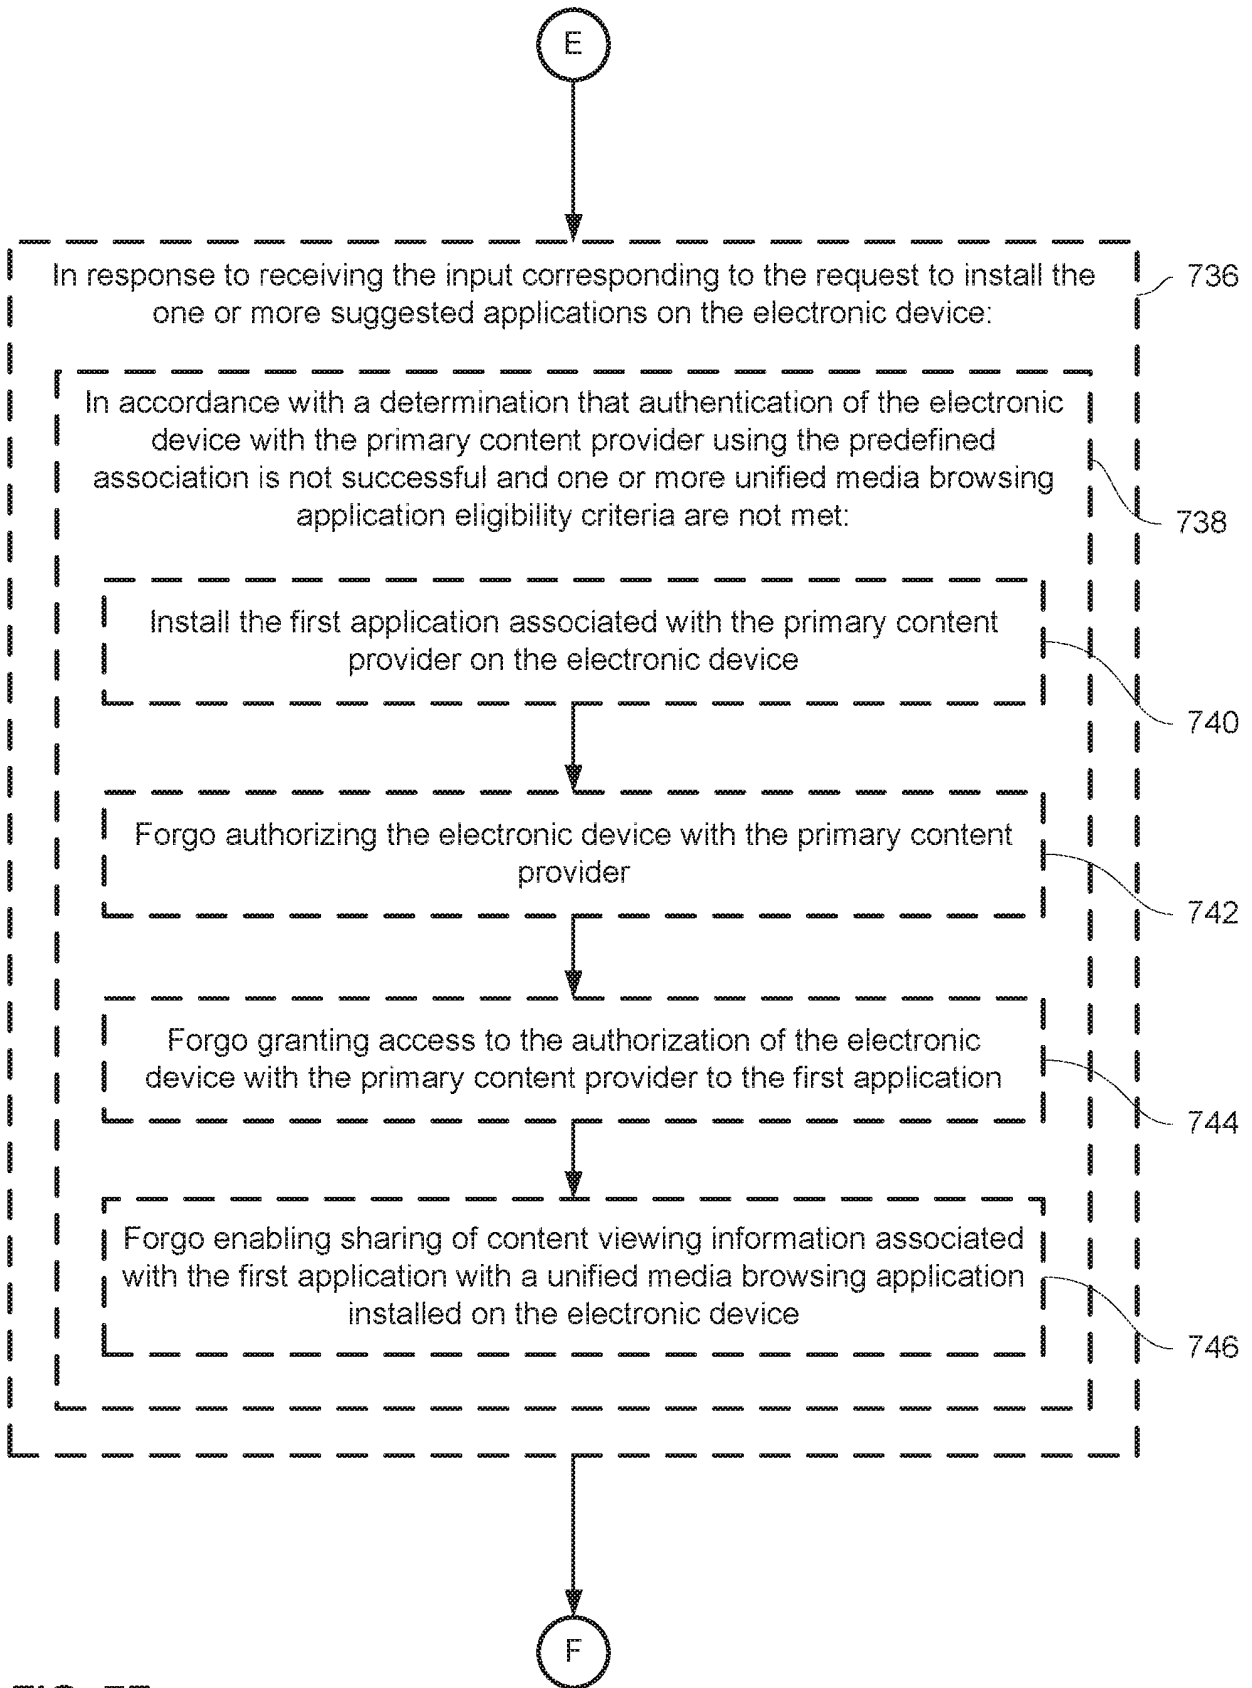 E
In response to receiving the input corresponding to the request to install the
one or more suggested applications on the electronic device:
736
In accordance with a determination that authentication of the electronic
device with the primary content provider using the predefined
association is not successful and one or more unified media browsing
application eligibility criteria are not met:
738
Install the first application associated with the primary content
provider on the electronic device
740
Forgo authorizing the electronic device with the primary content
provider
742
Forgo granting access to the authorization of the electronic
device with the primary content provider to the first application
744
Forgo enabling sharing of content viewing information associated
with the first application with a unified media browsing application
installed on the electronic device
746
F